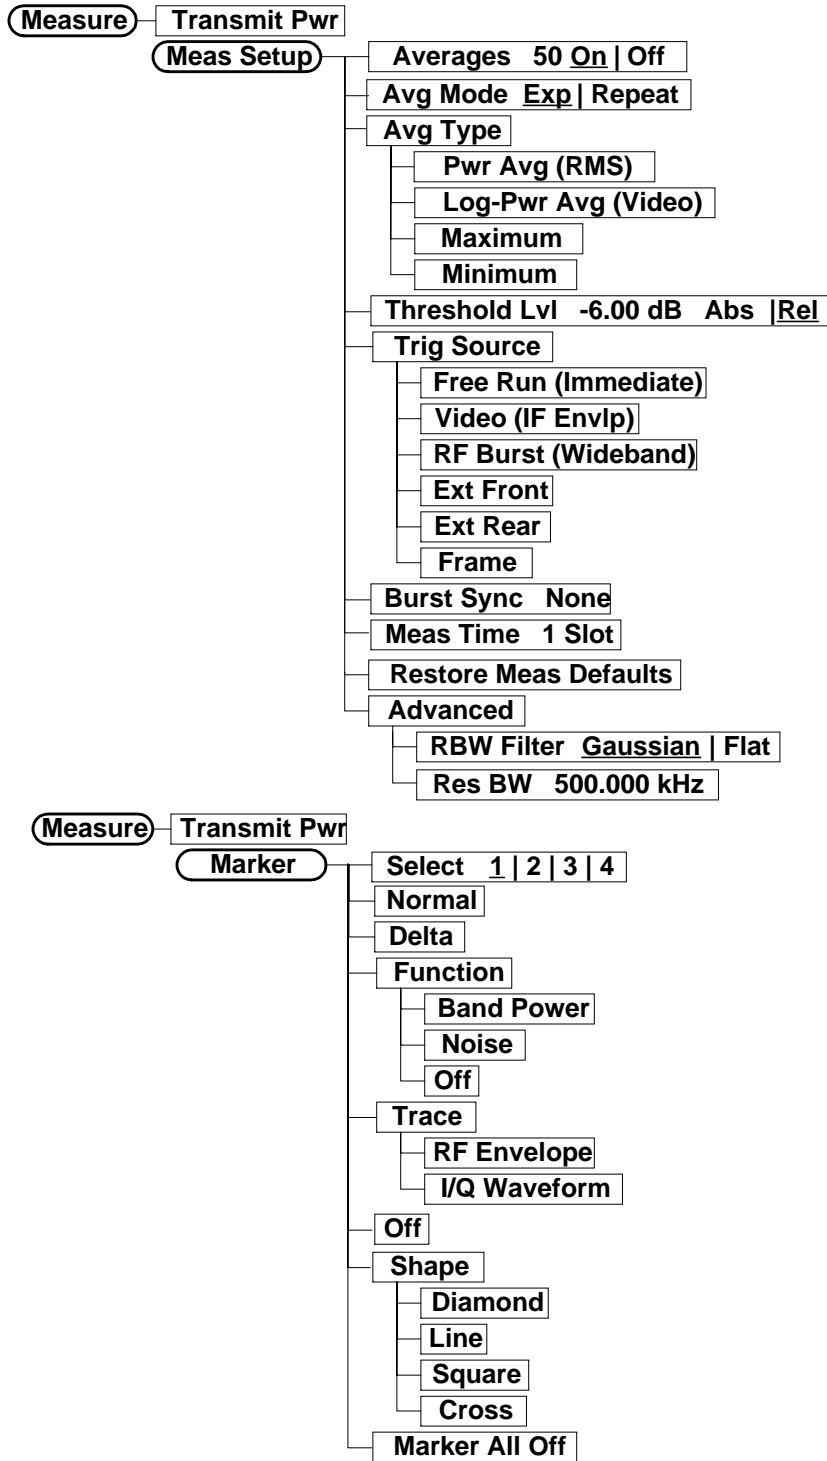 Measure Transmit Pwr
Meas Setup Averages 50 On | Off
Avg Mode Exp | Repeat
Avg Type
Pwr Avg (RMS)
Log-Pwr Avg (Video)
Maximum
Minimum
Threshold Lvl -6.00 dB Abs |Rel
Trig Source
Free Run (Immediate)
Video (IF Envlp)
RF Burst (Wideband)
Ext Front
Ext Rear
Frame
Burst Sync None
Meas Time 1 Slot
Restore Meas Defaults
Advanced
RBW Filter Gaussian | Flat
Res BW 500.000 kHz
Measure Transmit Pwr
Marker Select 1 | 2 | 3 | 4
Normal
Delta
Function
Band Power
Noise
Off
Trace
RF Envelope
I/Q Waveform
Off
Shape
Diamond
Line
Square
Cross
Marker All Off